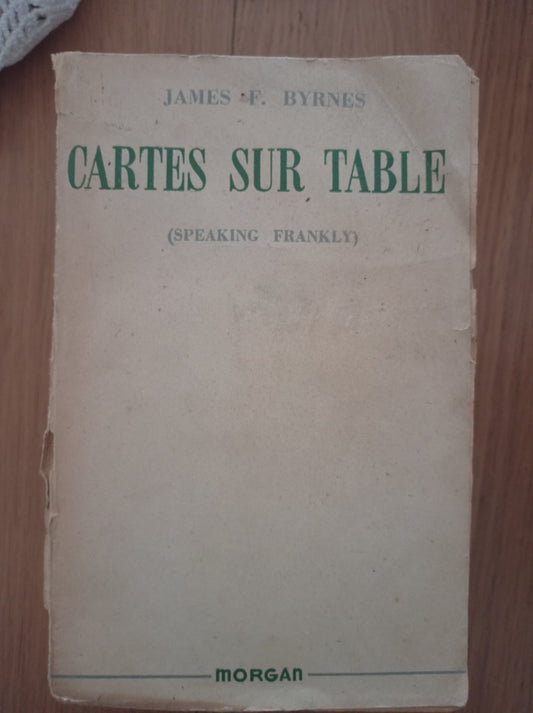 JAMES F. BYRNES
CARTES SUR TABLE
(SPEAKING FRANKLY)
MORGAN